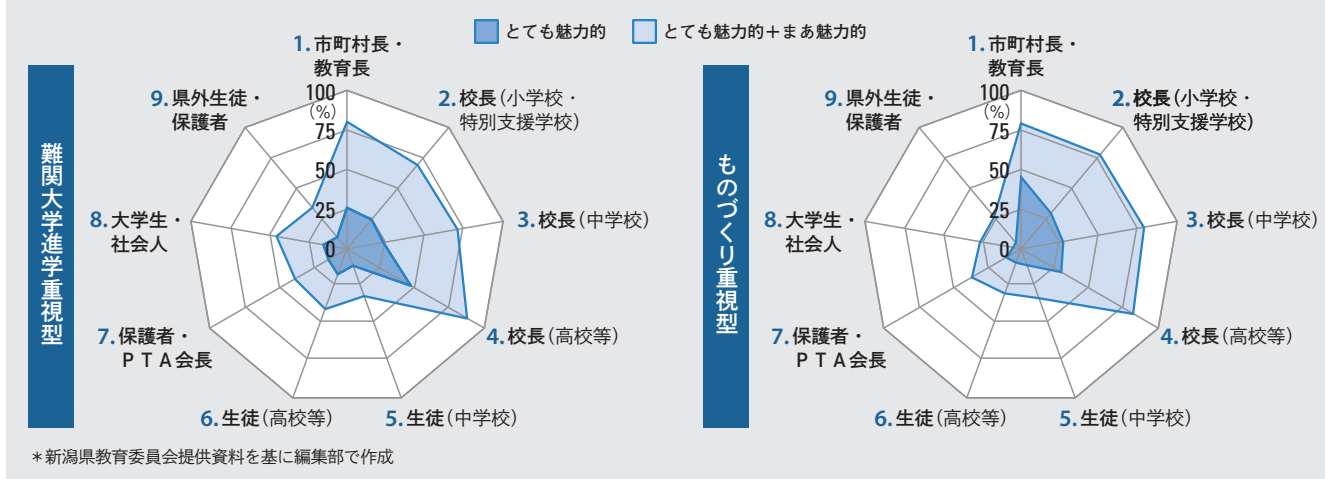 とても魅力的
とても魅力的＋まあ魅力的
難関大学進学重視型
1.市町村長・
教育長
2.校長(小学校・
特別支援学校)
3.校長(中学校)
4.校長(高校等)
5.生徒(中学校)
6.生徒(高校等)
7.保護者・
ＰＴＡ会長
8.大学生・
社会人
9.県外生徒・
保護者
100
(%)
75
50
25
0
ものづくり重視型
1.市町村長・
教育長
2.校長(小学校・
特別支援学校)
3.校長(中学校)
4.校長(高校等)
5.生徒(中学校)
6.生徒(高校等)
7.保護者・
ＰＴＡ会長
8.大学生・
社会人
9.県外生徒・
保護者
100
(%)
75
50
25
0
＊新潟県教育委員会提供資料を基に編集部で作成